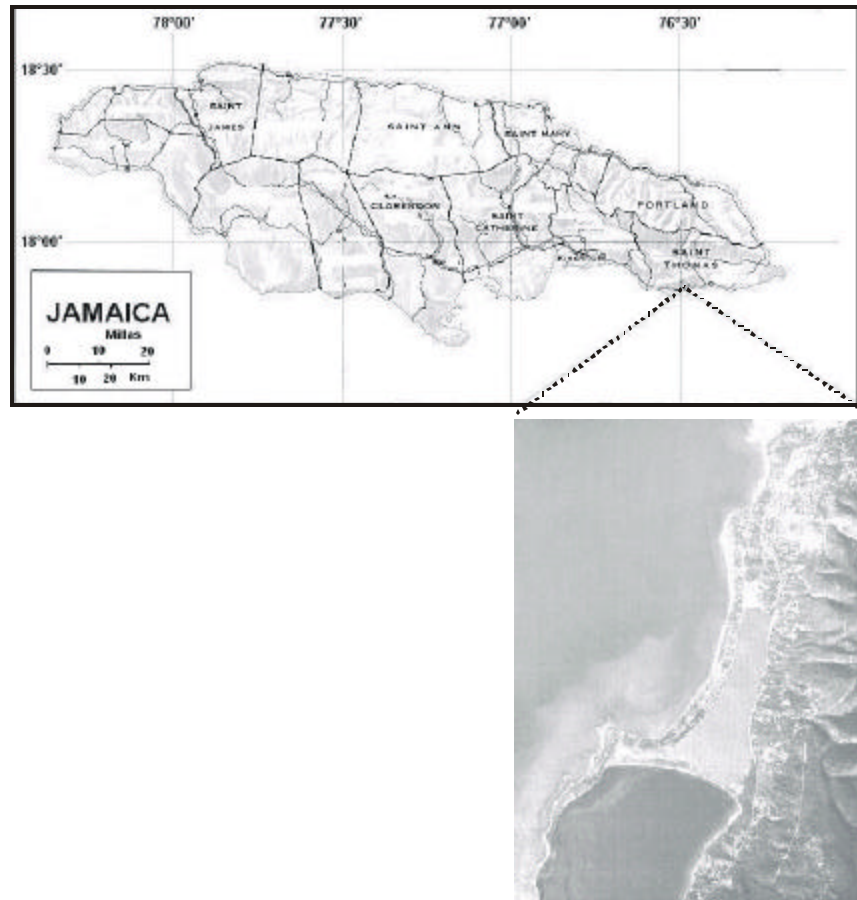 78°00'
77°30'
77°00'
76°30'
18°30'
SAINT
JAMES
SAINT ANN
SAINT MARY
PORTLAND
CLARENDON
SAINT
CATHERINE
18°00'
SAINT
THOMAS
JAMAICA
Millas
0 10 20
10 20 Km